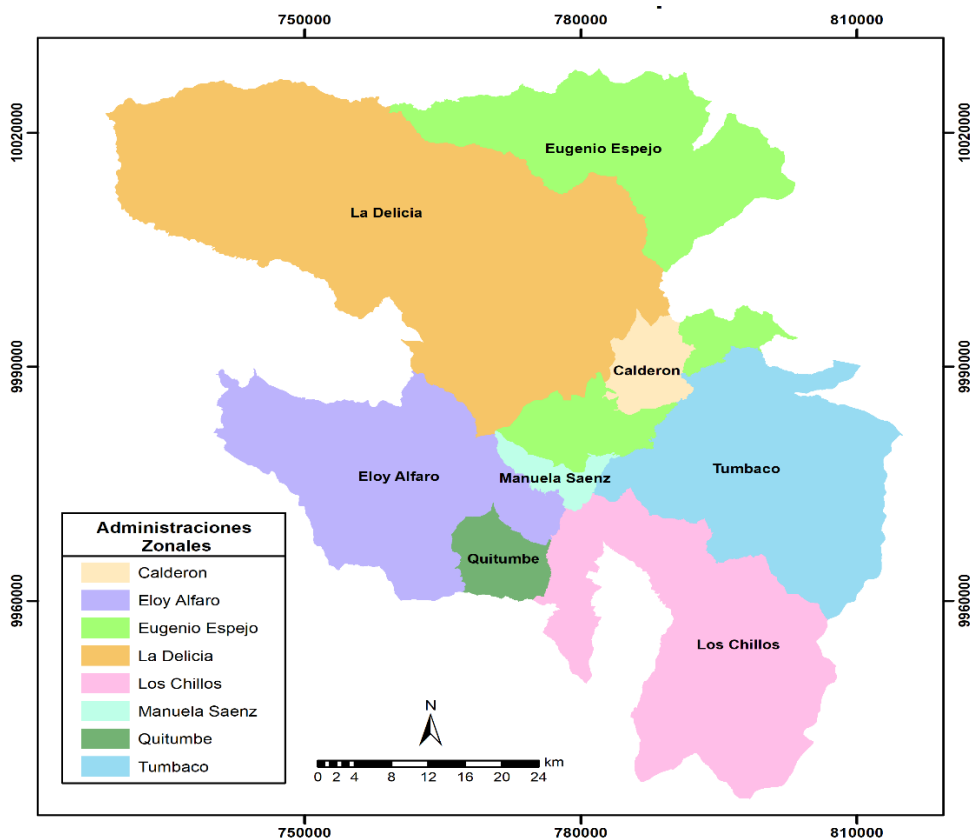 750000 780000 810000
10020000 10020000
Eugenio Espejo
La Delicia
9990000 9990000
Calderon
Eloy Alfaro
Manuela Saenz
Tumbaco
Quitumbe
9960000 9960000
Los Chillos
Administraciones
Zonales
Calderon
Eloy Alfaro
Eugenio Espejo
La Delicia
Los Chillos
Manuela Saenz
Quitumbe
Tumbaco
N
0 1 2 3 4 8 12 16 20 24 km
750000 780000 810000